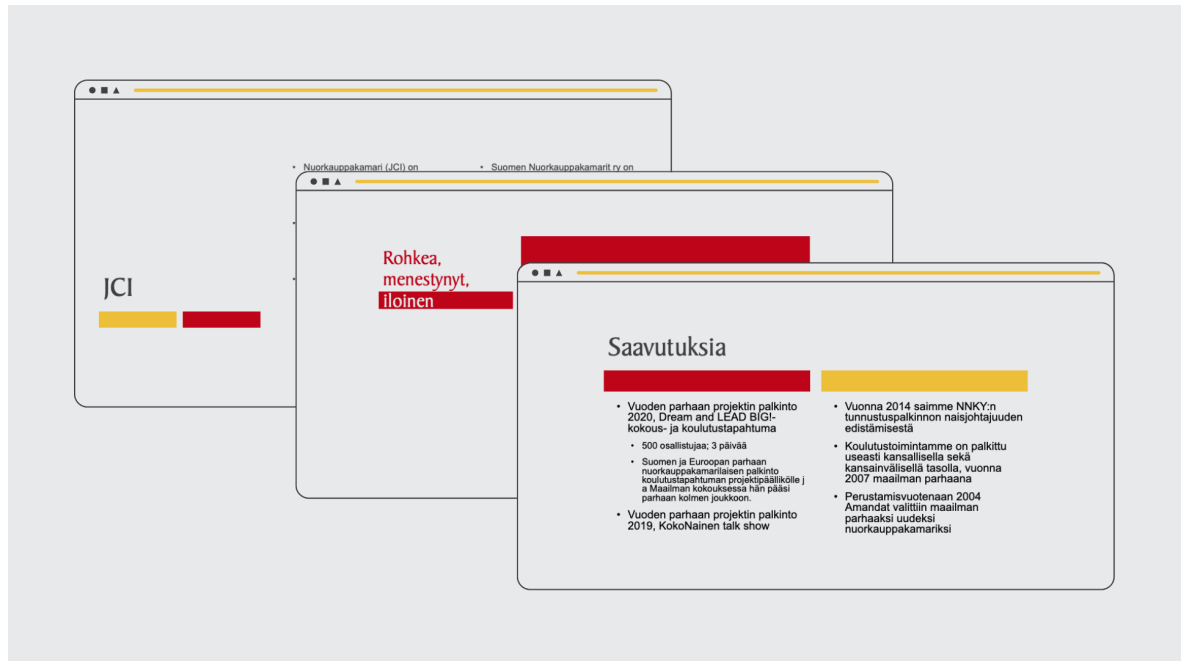 • Nuorkauppakamari (JCI) on
• Suomen Nuorkauppakamarit ry on
JCI
Rohkea,
menestynyt,
iloinen
Saavutuksia
• Vuoden parhaan projektin palkinto
2020, Dream and LEAD BIG!-
kokous- ja koulutustapahtuma
• 500 osallistujaa; 3 päivää
• Suomen ja Euroopan parhaan
nuorkauppakamarilaisen palkinto
koulutustapahtuman projektipäällikölle j
a Maailman kokouksessa hän pääsi
parhaan kolmen joukkoon.
• Vuoden parhaan projektin palkinto
2019, KokoNainen talk show
• Vuonna 2014 saimme NNKY:n
tunnustuspalkinnon naisjohtajuuden
edistämisestä
• Koulutustoimintamme on palkittu
useasti kansallisella sekä
kansainvälisellä tasolla, vuonna
2007 maailman parhaana
• Perustamisvuotenaan 2004
Amandat valittiin maailman
parhaaksi uudeksi
nuorkauppakamariksi